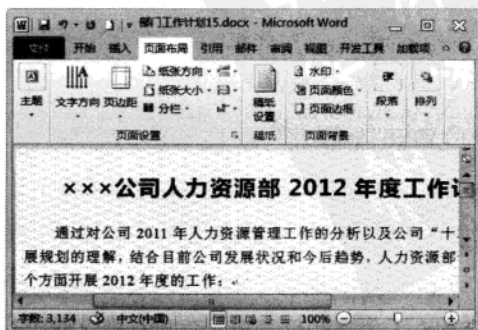 部门工作计划15.docx - Microsoft Word
文件 开始 插入 页面布局 引用 邮件 审阅 视图 开发工具 加载项
主题 文字方向 页边距 纸张方向 纸张大小 分栏 稿纸设置 水印 页面颜色 页面边框 段落 排列
页面设置 稿纸 页面背景
×××公司人力资源部 2012 年度工作计
通过对公司 2011 年人力资源管理工作的分析以及公司“十
展规划的理解，结合目前公司发展状况和今后趋势，人力资源部
个方面开展 2012 年度的工作：
字数: 3,134 中文(中国) 100%